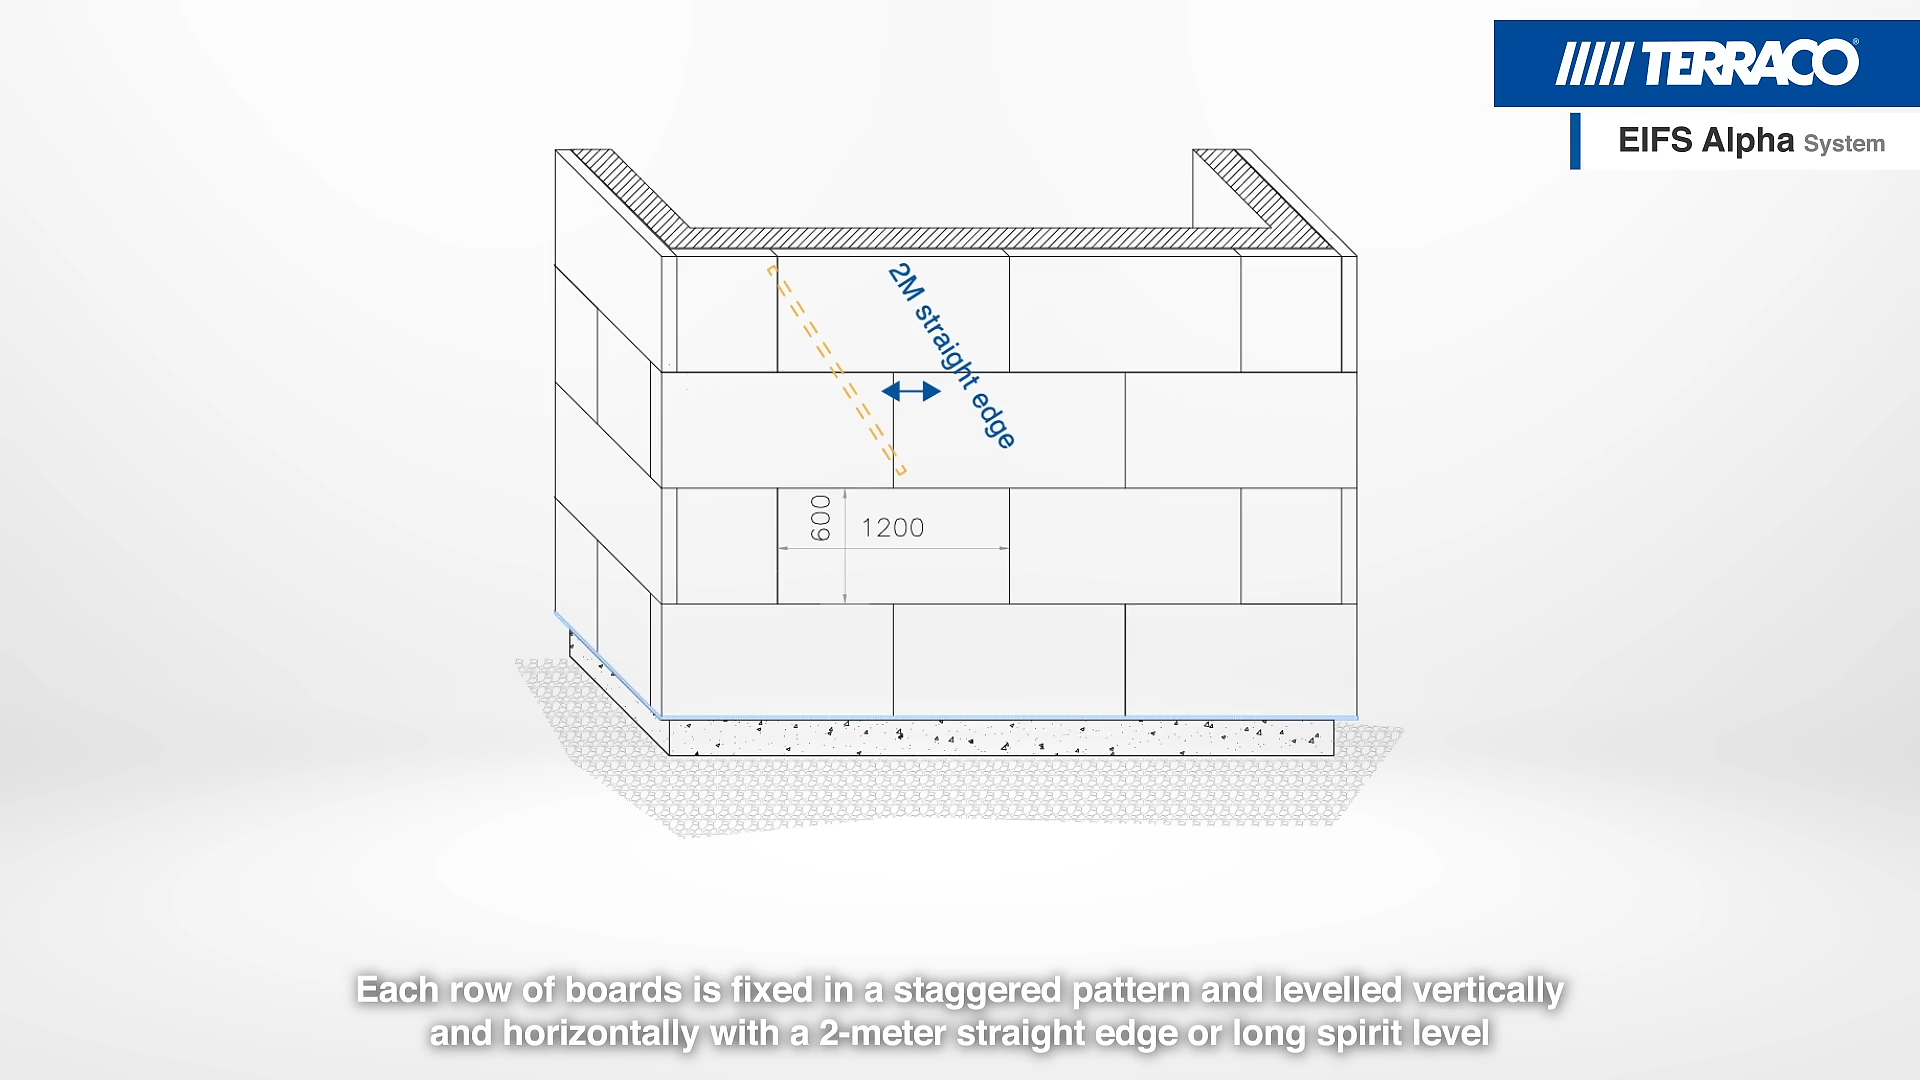 TERRACO®
EIFS Alpha System
2M straight edge
600
1200
Each row of boards is fixed in a staggered pattern and levelled vertically
and horizontally with a 2-meter straight edge or long spirit level